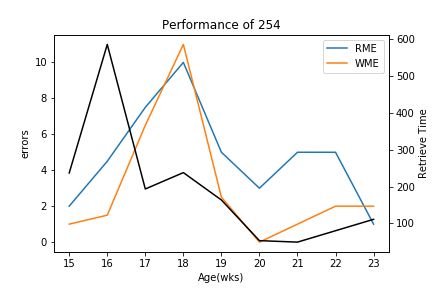 Performance of 254
RME
WME
errors
10
8
6
4
2
0
600
500
400
300
200
100
Retrieve Time
15 16 17 18 19 20 21 22 23
Age(wks)